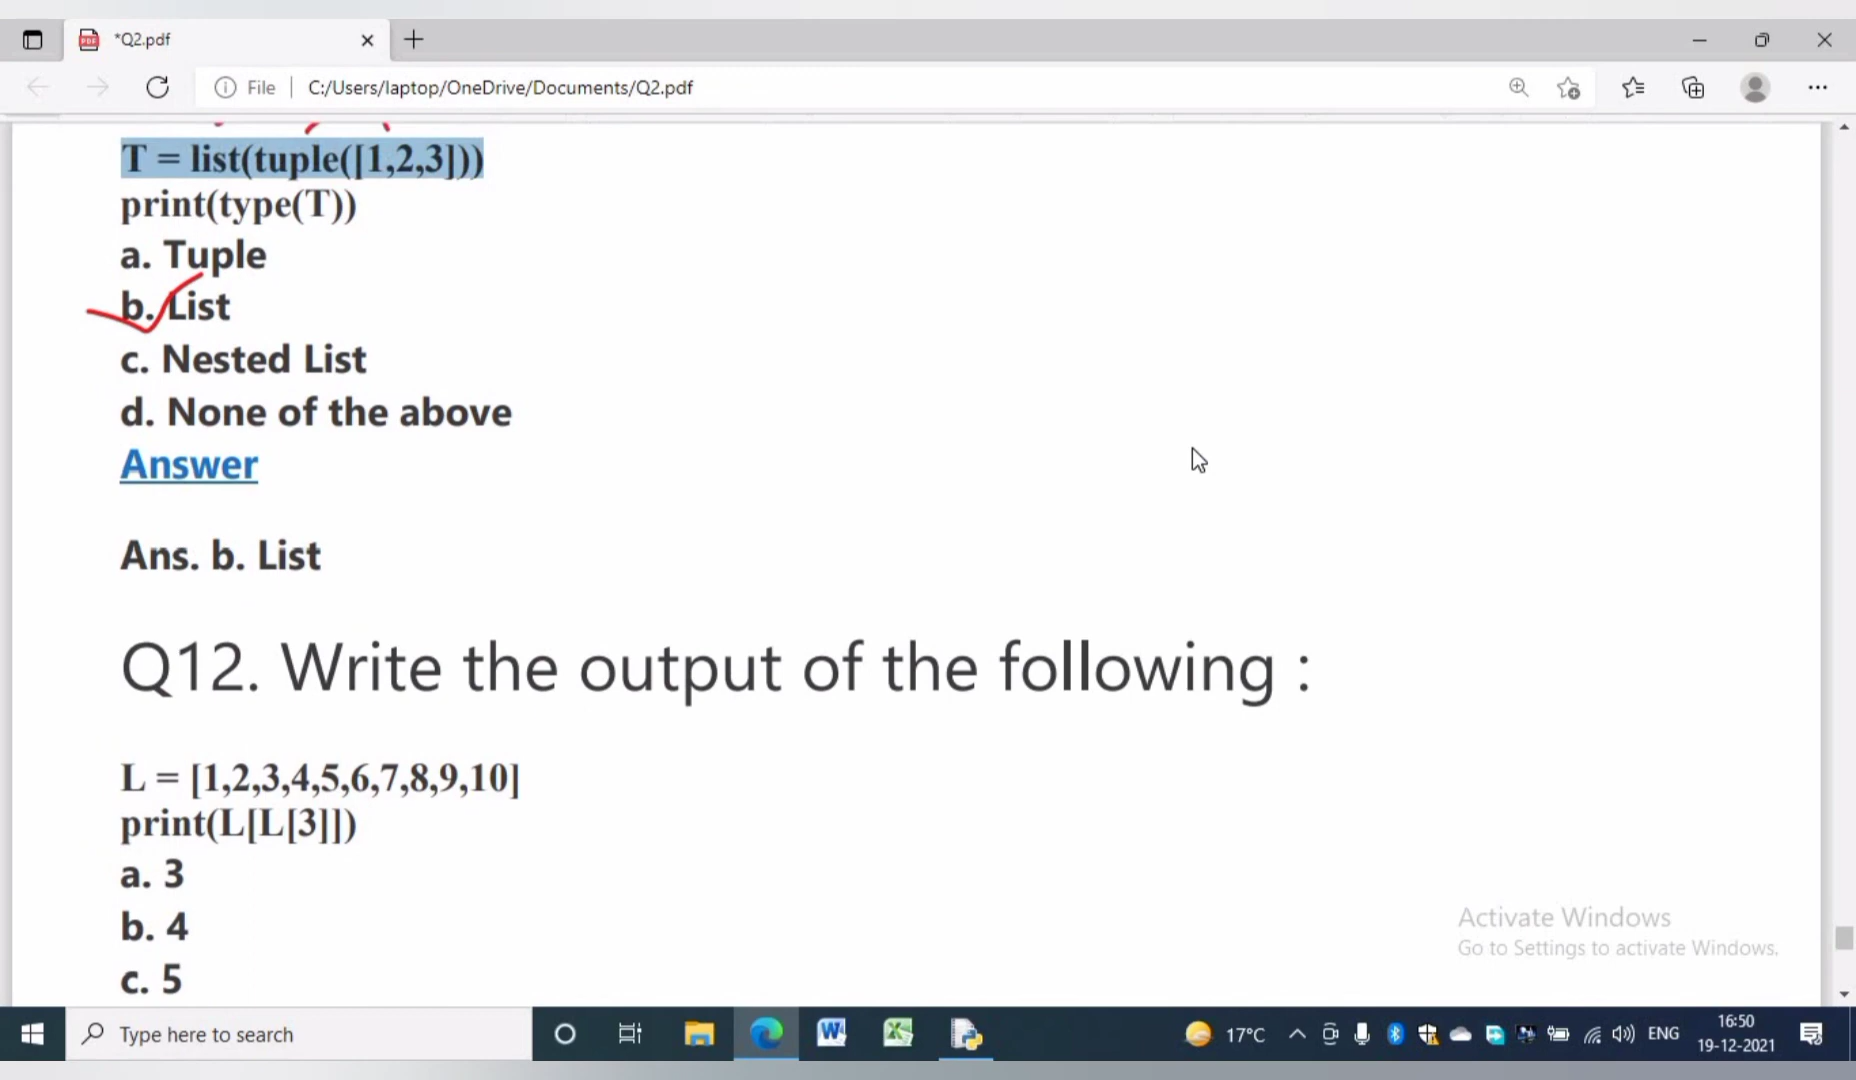 *Q2.pdf
File | C:/Users/laptop/OneDrive/Documents/Q2.pdf
T = list(tuple([1,2,3]))
print(type(T))
a. Tuple
b. List
c. Nested List
d. None of the above
Answer
Ans. b. List
Q12. Write the output of the following :
L = [1,2,3,4,5,6,7,8,9,10]
print(L[L[3]])
a. 3
b. 4
c. 5
Activate Windows
Go to Settings to activate Windows.
Type here to search
17°C
ENG
16:50
19-12-2021